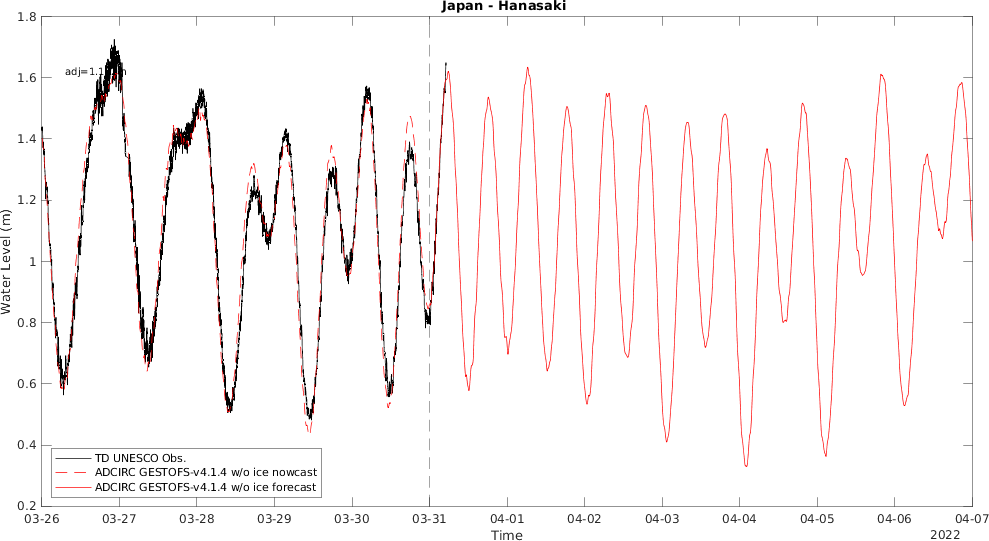 Japan - Hanasaki
1.8
1.6
1.4
1.2
1
0.8
0.6
0.4
0.2
Water Level (m)
adj=1.1
TD UNESCO Obs.
ADCIRC GESTOFS-v4.1.4 w/o ice nowcast
ADCIRC GESTOFS-v4.1.4 w/o ice forecast
03-26 03-27 03-28 03-29 03-30 03-31 04-01 04-02 04-03 04-04 04-05 04-06 04-07
Time
2022